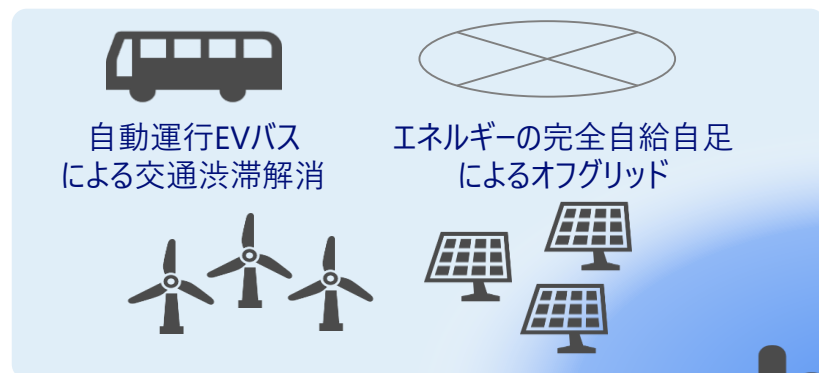 自動運行EVバス
による交通渋滞解消
エネルギーの完全自給自足
によるオフグリッド